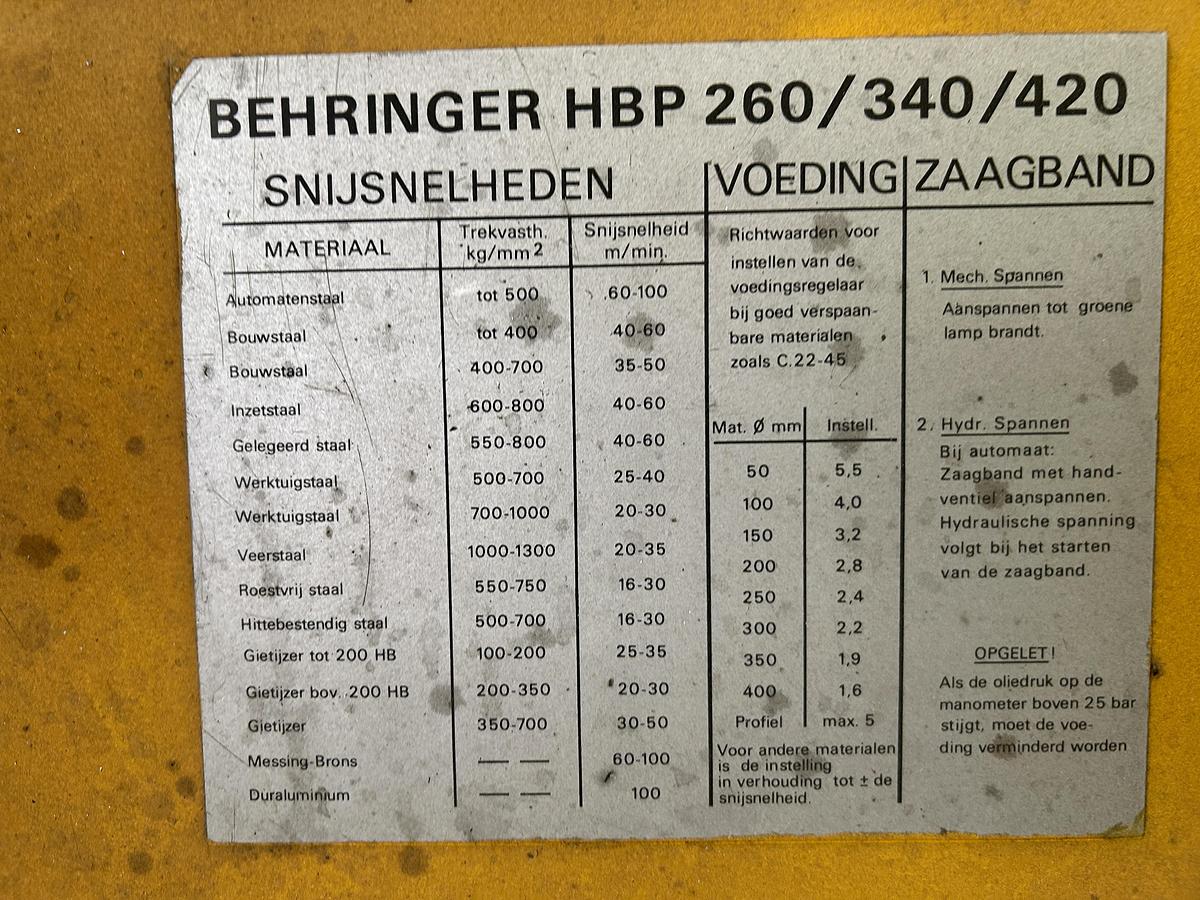 BEHRINGER HBP 260/340/420
SNIJSNELHEDEN
MATERIAAL Trekvasth. kg/mm2 Snijsnelheid m/min.
Automatenstaal tot 500 60-100
Bouwstaal tot 400 40-60
Bouwstaal 400-700 35-50
Inzetstaal 600-800 40-60
Gelegeerd staal 550-800 40-60
Werktuigstaal 500-700 25-40
Werktuigstaal 700-1000 20-30
Veerstaal 1000-1300 20-35
Roestvrij staal 550-750 16-30
Hittebestendig staal 500-700 16-30
Gietijzer tot 200 HB 100-200 25-35
Gietijzer bov. 200 HB 200-350 20-30
Gietijzer 350-700 30-50
Messing-Brons — — 60-100
Duraluminium — — 100
VOEDING
Richtwaarden voor
instellen van de
voedingsregelaar
bij goed verspaan-
bare materialen
zoals C.22-45
Mat. Ø mm Instell.
50 5,5
100 4,0
150 3,2
200 2,8
250 2,4
300 2,2
350 1,9
400 1,6
Profiel max. 5
Voor andere materialen
is de instelling
in verhouding tot ± de
snijsnelheid.
ZAAGBAND
1. Mech. Spannen
Aanspannen tot groene
lamp brandt.
2. Hydr. Spannen
Bij automaat:
Zaagband met hand-
ventiel aanspannen.
Hydraulische spanning
volgt bij het starten
van de zaagband.
OPGELET!
Als de oliedruk op de
manometer boven 25 bar
stijgt, moet de voe-
ding verminderd worden